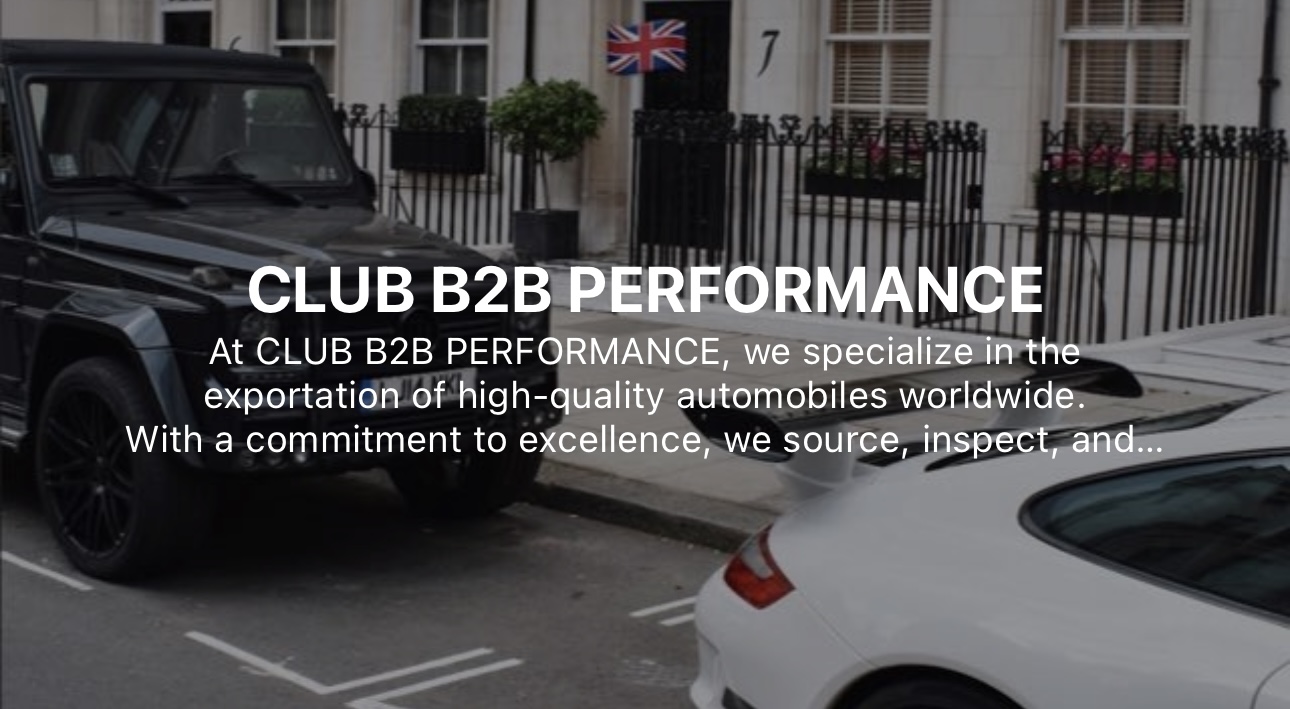 7
CLUB B2B PERFORMANCE
At CLUB B2B PERFORMANCE, we specialize in the
exportation of high-quality automobiles worldwide.
With a commitment to excellence, we source, inspect, and...